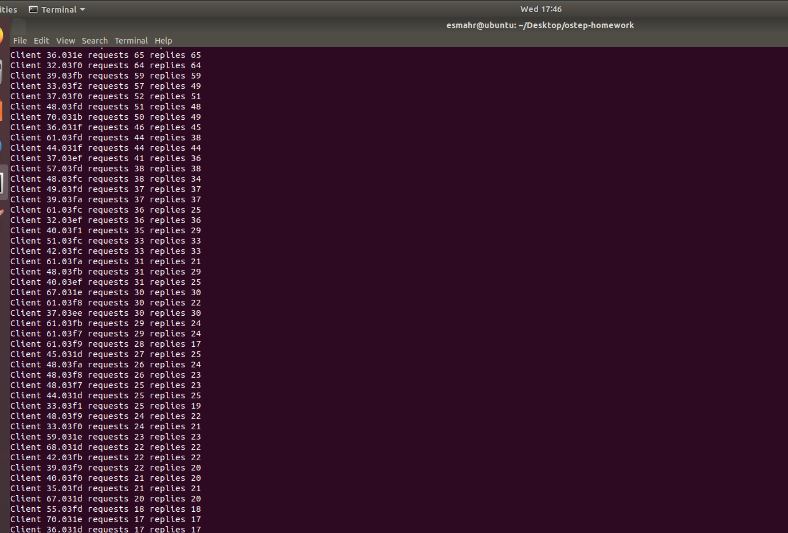 ities Terminal Wed 17:46
esmahr@ubuntu: ~/Desktop/ostep-homework
File Edit View Search Terminal Help
Client 36.031e requests 65 replies 65
Client 32.03f0 requests 64 replies 64
Client 39.03fb requests 59 replies 59
Client 33.03f2 requests 57 replies 49
Client 37.03f0 requests 52 replies 51
Client 48.03fd requests 51 replies 48
Client 70.031b requests 50 replies 49
Client 36.031f requests 46 replies 45
Client 61.03fd requests 44 replies 38
Client 44.031f requests 44 replies 44
Client 37.03ef requests 41 replies 36
Client 57.03fd requests 38 replies 38
Client 48.03fc requests 38 replies 34
Client 49.03fd requests 37 replies 37
Client 39.03fa requests 37 replies 37
Client 61.03fc requests 36 replies 25
Client 32.03ef requests 36 replies 36
Client 40.03f1 requests 35 replies 29
Client 51.03fc requests 33 replies 33
Client 42.03fc requests 33 replies 33
Client 61.03fa requests 31 replies 21
Client 48.03fb requests 31 replies 29
Client 40.03ef requests 31 replies 25
Client 67.031e requests 30 replies 30
Client 61.03f8 requests 30 replies 22
Client 37.03ee requests 30 replies 30
Client 61.03fb requests 29 replies 24
Client 61.03f7 requests 29 replies 24
Client 61.03f9 requests 28 replies 17
Client 45.031d requests 27 replies 25
Client 48.03fa requests 26 replies 24
Client 48.03f8 requests 26 replies 23
Client 48.03f7 requests 25 replies 23
Client 44.031d requests 25 replies 25
Client 33.03f1 requests 25 replies 19
Client 48.03f9 requests 24 replies 22
Client 33.03f0 requests 24 replies 21
Client 59.031e requests 23 replies 23
Client 68.031d requests 22 replies 22
Client 42.03fb requests 22 replies 22
Client 39.03f9 requests 22 replies 20
Client 40.03f0 requests 21 replies 20
Client 35.03fd requests 21 replies 21
Client 67.031d requests 20 replies 20
Client 55.03fd requests 18 replies 18
Client 70.031e requests 17 replies 17
Client 36.031d requests 17 replies 17